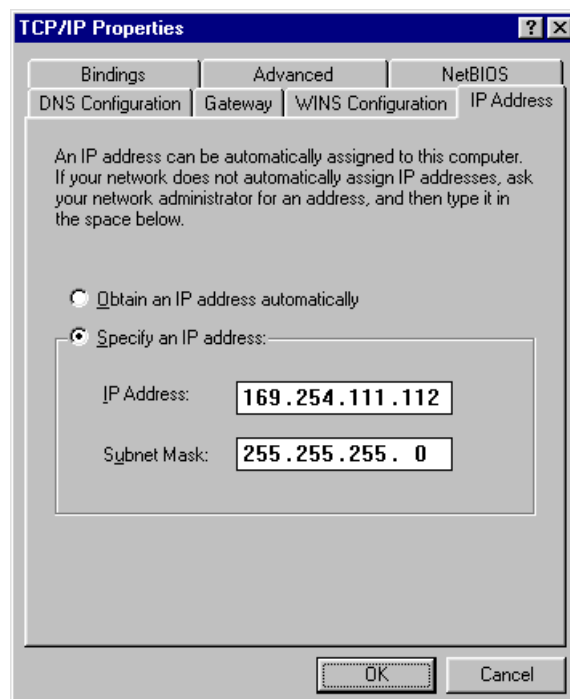 TCP/IP Properties
Bindings Advanced NetBIOS
DNS Configuration Gateway WINS Configuration IP Address
An IP address can be automatically assigned to this computer.
If your network does not automatically assign IP addresses, ask
your network administrator for an address, and then type it in
the space below.
Obtain an IP address automatically
Specify an IP address:
IP Address: 169.254.111.112
Subnet Mask: 255.255.255. 0
OK Cancel